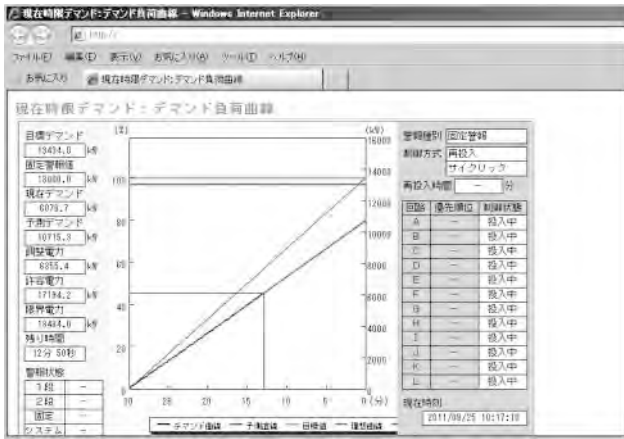 現在時限デマンド:デマンド負荷曲線 - Windows Internet Explorer
http://
ファイル(F) 編集(E) 表示(V) お気に入り(A) ツール(T) ヘルプ(H)
お気に入り 現在時限デマンド:デマンド負荷曲線
現在時限デマンド:デマンド負荷曲線
目標デマンド
kW
固定警報値
13000.0 kW
現在デマンド
kW
予測デマンド
10715.3 kW
調整電力
kW
許容電力
17194.2 kW
限界電力
kW
残り時間
12分 50秒
警報状態
1段 -
2段 -
固定 -
システム -
(%)
100
80
60
40
20
0
30 25 20 15 10 5 0(分)
(kW)
16000
14000
12000
10000
8000
6000
4000
2000
0
デマンド曲線 予測直線 目標値 理想直線
警報種別 固定警報
制御方式 再投入
サイクリック
再投入時間 - 分
回路 優先順位 制御状態
A - 投入中
B - 投入中
C - 投入中
D - 投入中
E - 投入中
F - 投入中
G - 投入中
H - 投入中
I - 投入中
J - 投入中
K - 投入中
L - 投入中
現在時刻
2011/08/25 10:17:10